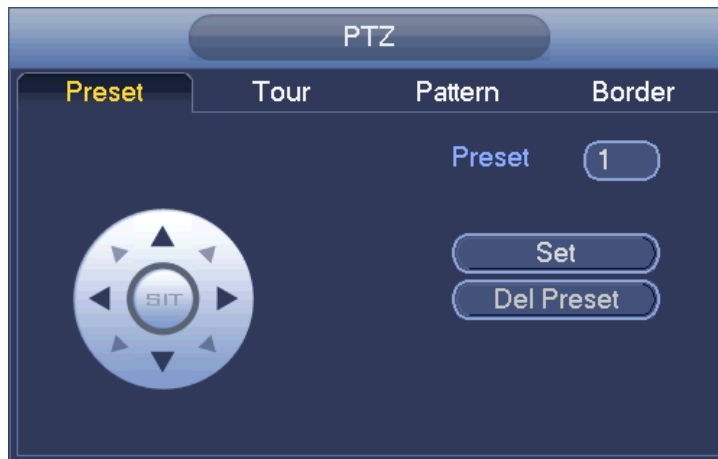 PTZ
Preset Tour Pattern Border
Preset 1
Set
SIT
Del Preset